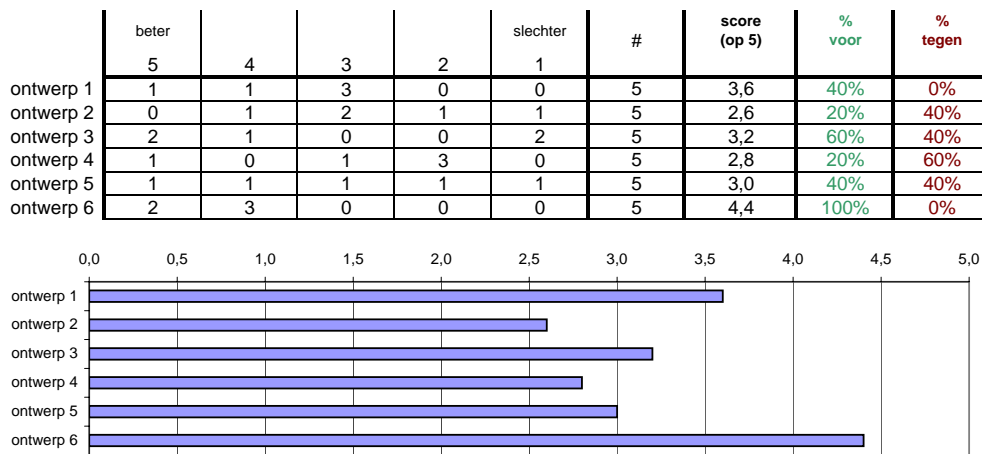 beter slechter # score (op 5) % voor % tegen
5 4 3 2 1
ontwerp 1 1 1 3 0 0 5 3,6 40% 0%
ontwerp 2 0 1 2 1 1 5 2,6 20% 40%
ontwerp 3 2 1 0 0 2 5 3,2 60% 40%
ontwerp 4 1 0 1 3 0 5 2,8 20% 60%
ontwerp 5 1 1 1 1 1 5 3,0 40% 40%
ontwerp 6 2 3 0 0 0 5 4,4 100% 0%
0,0 0,5 1,0 1,5 2,0 2,5 3,0 3,5 4,0 4,5 5,0
ontwerp 1
ontwerp 2
ontwerp 3
ontwerp 4
ontwerp 5
ontwerp 6